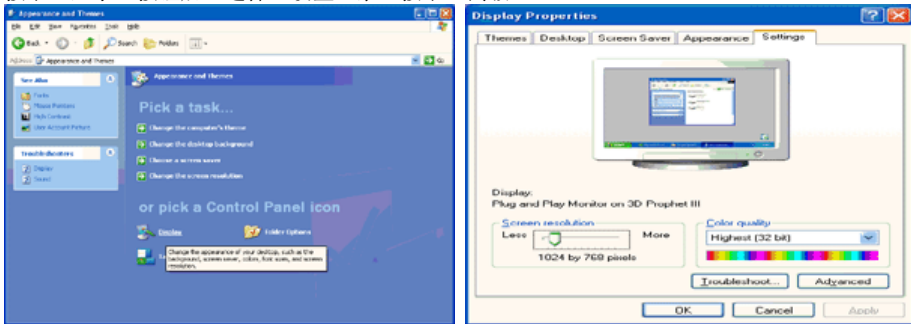 Appearance and Themes
File Edit View Favorites Tools Help
Back Search Folders
Address Appearance and Themes Go
See Also
Fonts
Mouse Pointers
High Contrast
User Account Picture
Troubleshooters
Display
Sound
Appearance and Themes
Pick a task...
Change the computer's theme
Change the desktop background
Choose a screen saver
Change the screen resolution
or pick a Control Panel icon
Display
Folder Options
Change the appearance of your desktop, such as the
background, screen saver, colors, font sizes, and screen
resolution.
Display Properties
Themes Desktop Screen Saver Appearance Settings
Display:
Plug and Play Monitor on 3D Prophet III
Screen resolution
Less More
1024 by 768 pixels
Color quality
Highest (32 bit)
Troubleshoot... Advanced
OK Cancel Apply